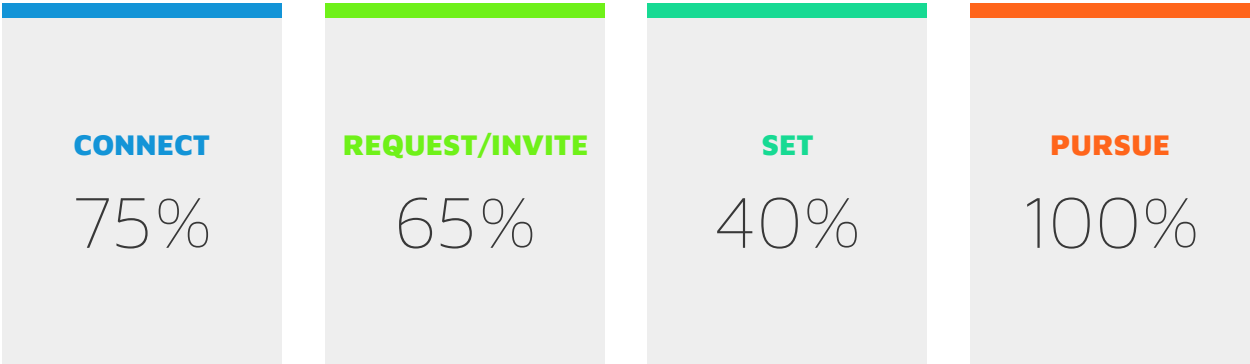 CONNECT
75%
REQUEST/INVITE
65%
SET
40%
PURSUE
100%